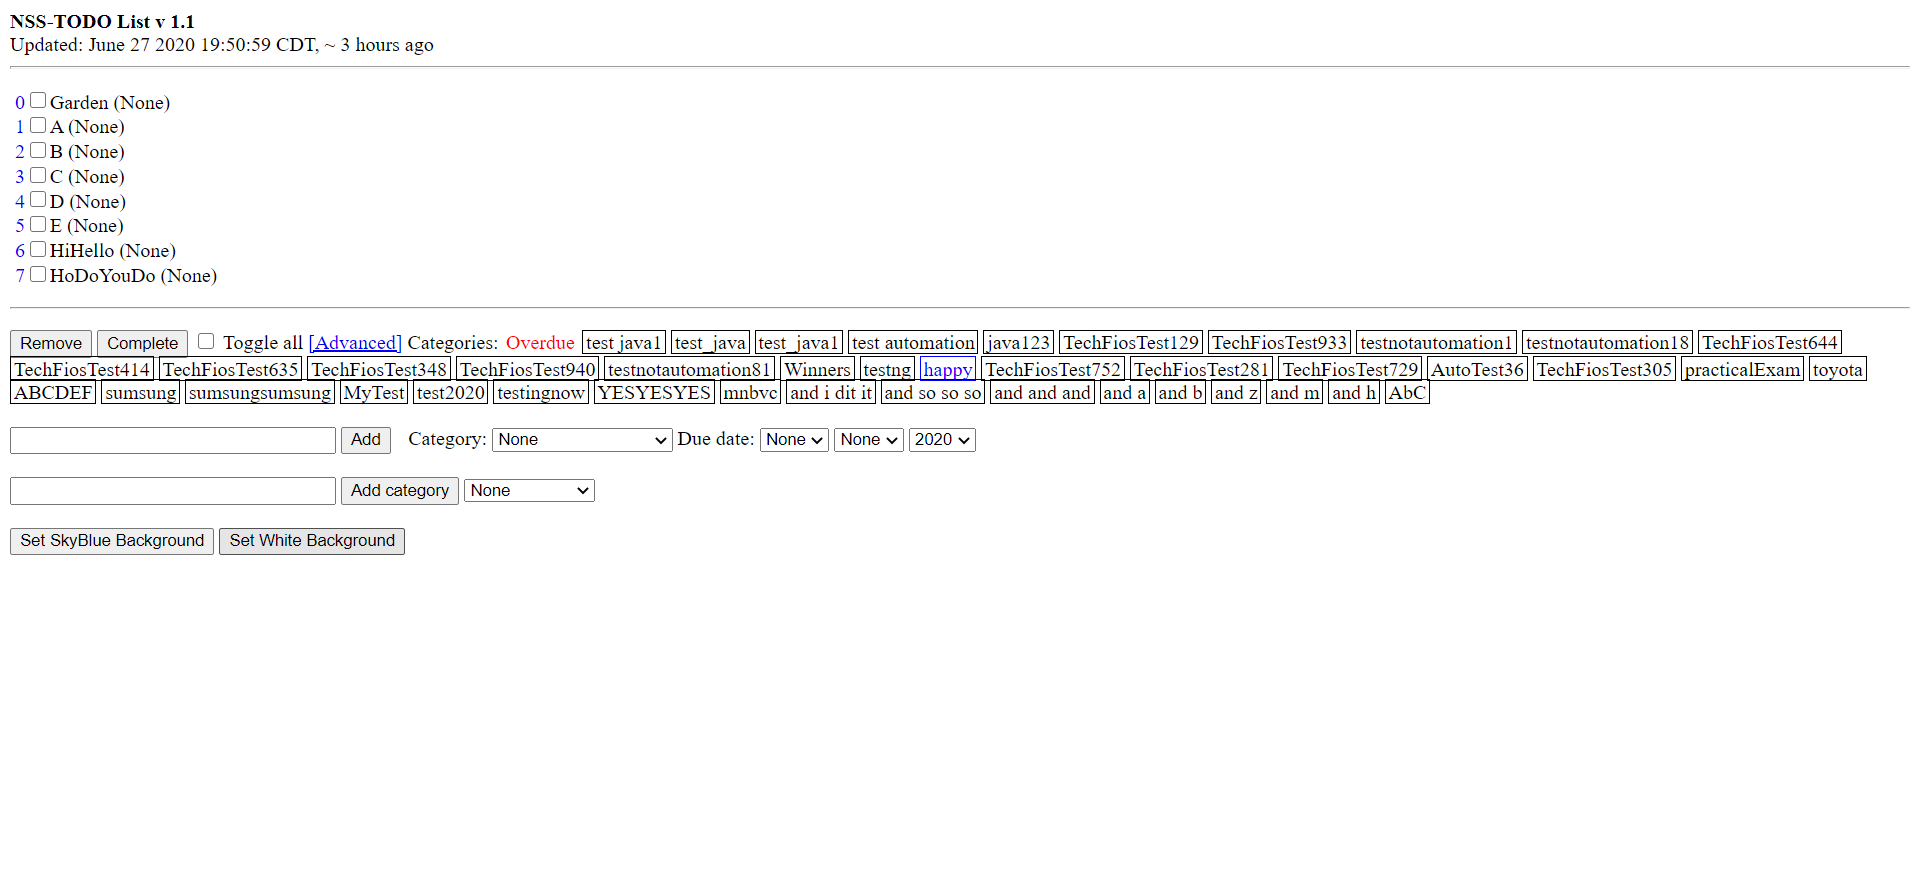 NSS-TODO List v 1.1
Updated: June 27 2020 19:50:59 CDT, ~ 3 hours ago
0 Garden (None)
1 A (None)
2 B (None)
3 C (None)
4 D (None)
5 E (None)
6 HiHello (None)
7 HoDoYouDo (None)
Remove Complete Toggle all [Advanced] Categories: Overdue test java1 test_java test_java1 test automation java123 TechFiosTest129 TechFiosTest933 testnotautomation1 testnotautomation18 TechFiosTest644
TechFiosTest414 TechFiosTest635 TechFiosTest348 TechFiosTest940 testnotautomation81 Winners testng happy TechFiosTest752 TechFiosTest281 TechFiosTest729 AutoTest36 TechFiosTest305 practicalExam toyota
ABCDEF sumsung sumsungsumsung MyTest test2020 testingnow YESYESYES mnbvc and i dit it and so so so and and and and a and b and z and m and h AbC
Add Category: None Due date: None None 2020
Add category None
Set SkyBlue Background Set White Background